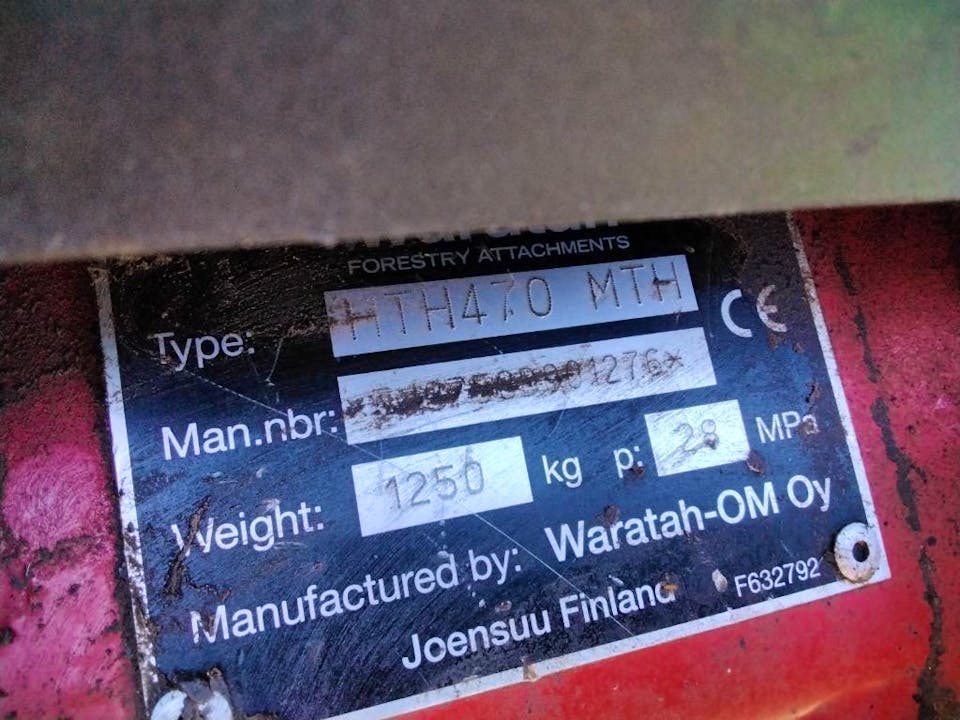 FORESTRY ATTACHMENTS
Type: HTH470 MTH
CE
Man.nbr:
Weight: 1250 kg p: 28 MPa
Manufactured by: Waratah-OM Oy
Joensuu Finland F632792